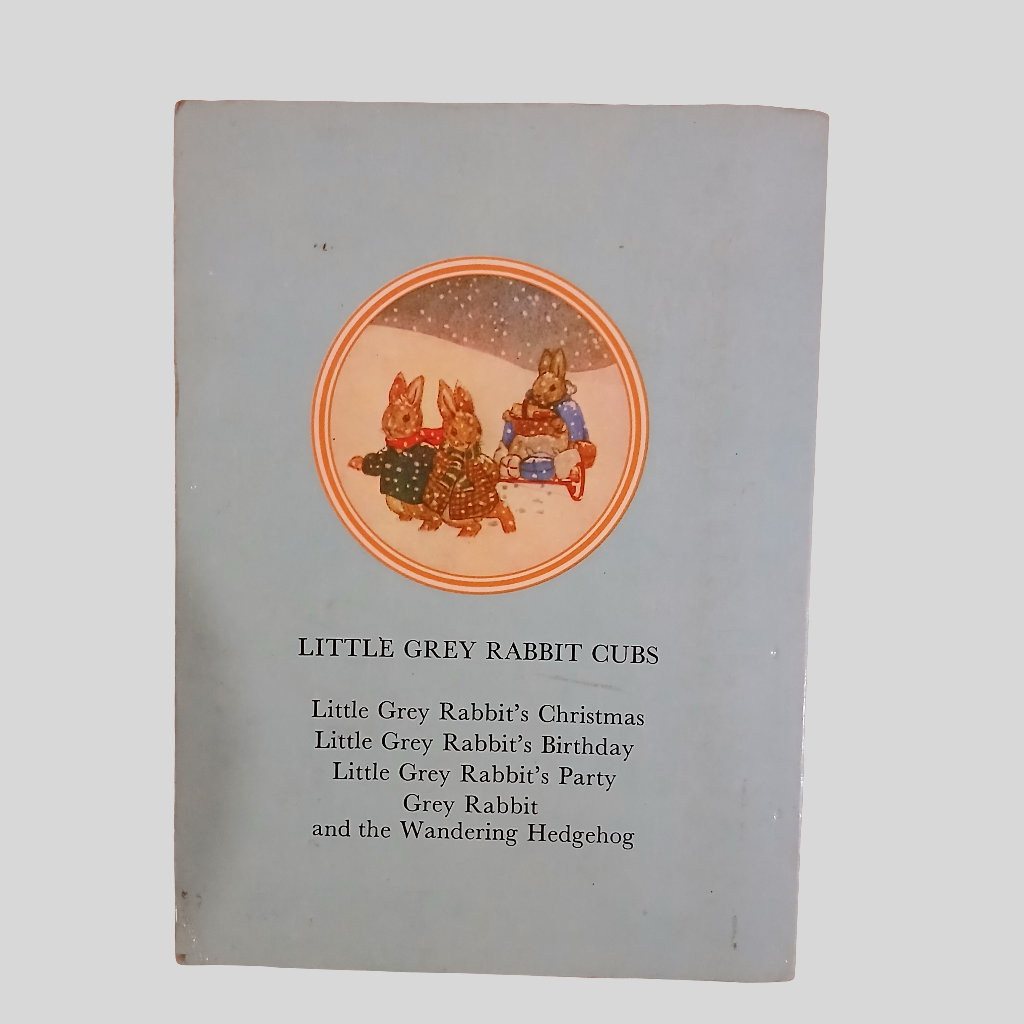 LITTLE GREY RABBIT CUBS
Little Grey Rabbit's Christmas
Little Grey Rabbit's Birthday
Little Grey Rabbit's Party
Grey Rabbit
and the Wandering Hedgehog